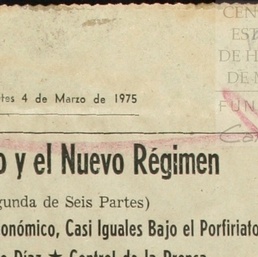 CEN
ES
DE H
DE M
FUN
tes 4 de Marzo de 1975
o y el Nuevo Régimen
gunda de Seis Partes)
onómico, Casi Iguales Bajo el Porfiriato
Díaz ★ Control de la Prensa